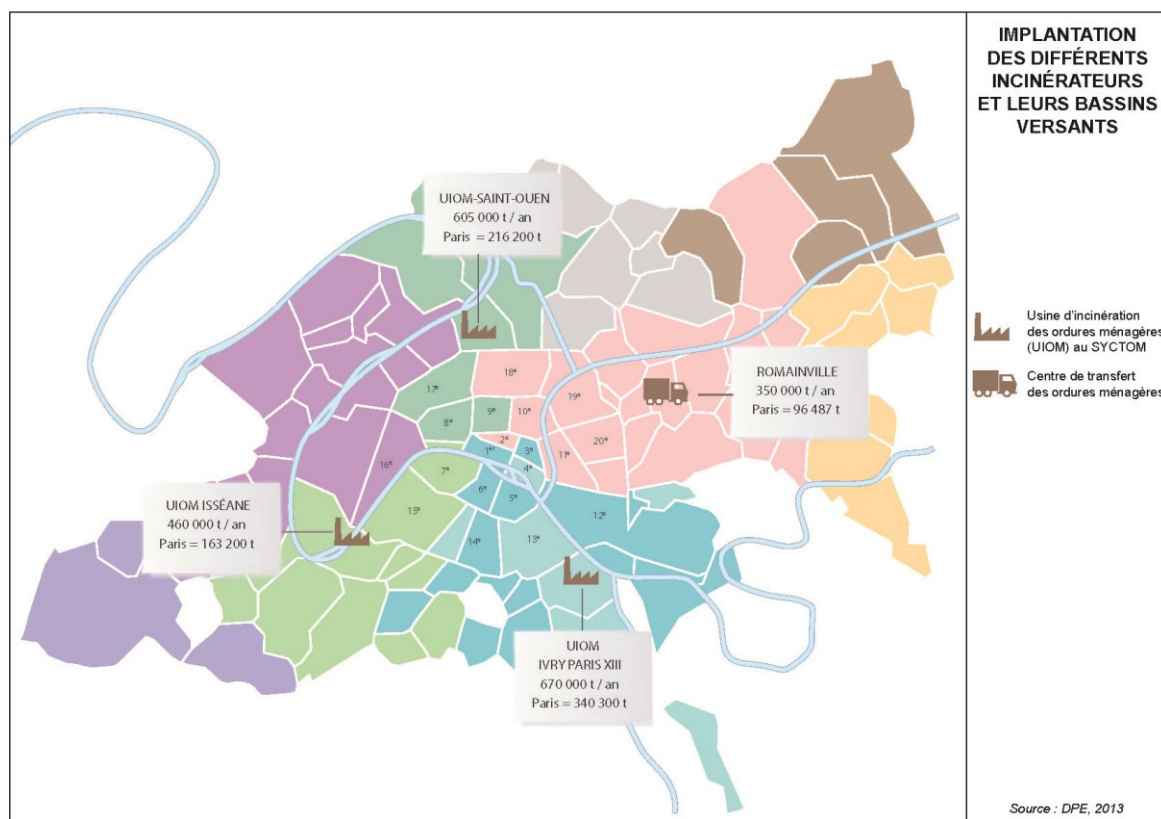 IMPLANTATION
DES DIFFÉRENTS
INCINÉRATEURS
ET LEURS BASSINS
VERSANTS
UIOM-SAINT-OUEN
605 000 t / an
Paris = 216 200 t
Usine d'incinération
des ordures ménagères
(UIOM) au SYCTOM
Centre de transfert
des ordures ménagères
ROMAINVILLE
350 000 t / an
Paris = 96 487 t
17e
18e
19e
8e
9e
10e
2e
1er
3e
11e
20e
16e
7e
4e
6e
5e
15e
12e
14e
13e
UIOM ISSÉANE
460 000 t / an
Paris = 163 200 t
UIOM
IVRY PARIS XIII
670 000 t / an
Paris = 340 300 t
Source : DPE, 2013